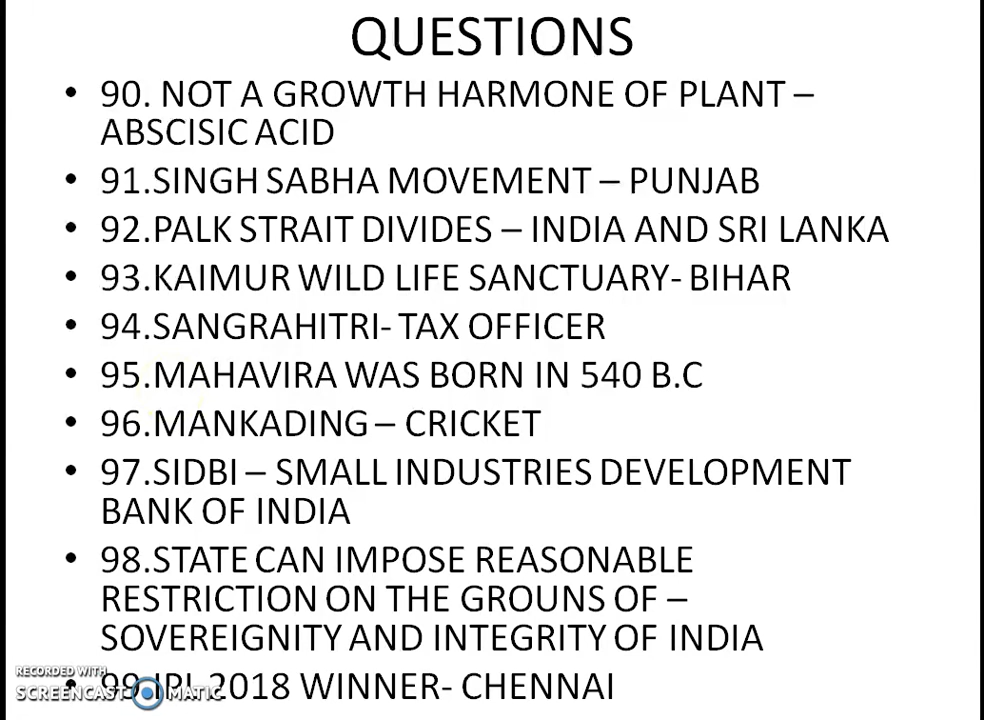 QUESTIONS
• 90. NOT A GROWTH HARMONE OF PLANT –
ABSCISIC ACID
• 91.SINGH SABHA MOVEMENT – PUNJAB
• 92.PALK STRAIT DIVIDES – INDIA AND SRI LANKA
• 93.KAIMUR WILD LIFE SANCTUARY- BIHAR
• 94.SANGRAHITRI- TAX OFFICER
• 95.MAHAVIRA WAS BORN IN 540 B.C
• 96.MANKADING – CRICKET
• 97.SIDBI – SMALL INDUSTRIES DEVELOPMENT
BANK OF INDIA
• 98.STATE CAN IMPOSE REASONABLE
RESTRICTION ON THE GROUNS OF –
SOVEREIGNITY AND INTEGRITY OF INDIA
• 99.IPL 2018 WINNER- CHENNAI
RECORDED WITH
SCREENCAST MATIC